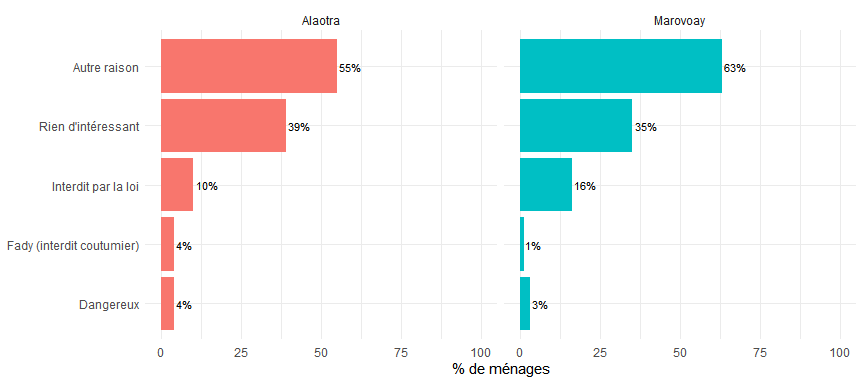 Alaotra
Marovoay
Autre raison
55%
63%
Rien d'intéressant
39%
35%
Interdit par la loi
10%
16%
Fady (interdit coutumier)
4%
1%
Dangereux
4%
3%
0 25 50 75 100
0 25 50 75 100
% de ménages